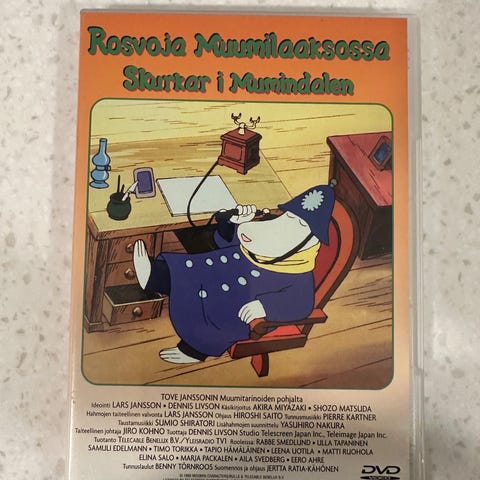 Rosvoja Muumilaaksossa
Skurkar i Mumindalen
TOVE JANSSONIN Muumitarinoiden pohjalta
Ideointi LARS JANSSON • DENNIS LIVSON Käsikirjoitus AKIRA MIYAZAKI • SHOZO MATSUDA
Hahmojen taiteellinen valvonta LARS JANSSON Ohjaus HIROSHI SAITO Tunnusmusiikki PIERRE KARTNER
Taustamusiikki SUMIO SHIRATORI Lisähahmojen suunnittelu YASUHIRO NAKURA
Taiteellinen johtaja JIRO KOHNO Tuottaja DENNIS LIVSON Studio Telescreen Japan Inc., Teleimage Japan Inc.
Tuotanto TELECABLE BENELUX B.V./YLEISRADIO TV1 Rooleissa: RABBE SMEDLUND • ULLA TAPANINEN
SAMULI EDELMANN • TIMO TORIKKA • TAPIO HÄMÄLÄINEN • LEENA UOTILA • MATTI RUOHOLA
ELINA SALO • MARJA PACKALEN • AILA SVEDBERG • EERO AHRE
Tunnuslaulut BENNY TÖRNROOS Suomennos ja ohjaus JERTTA RATIA-KÄHÖNEN
DVD
VIDEO